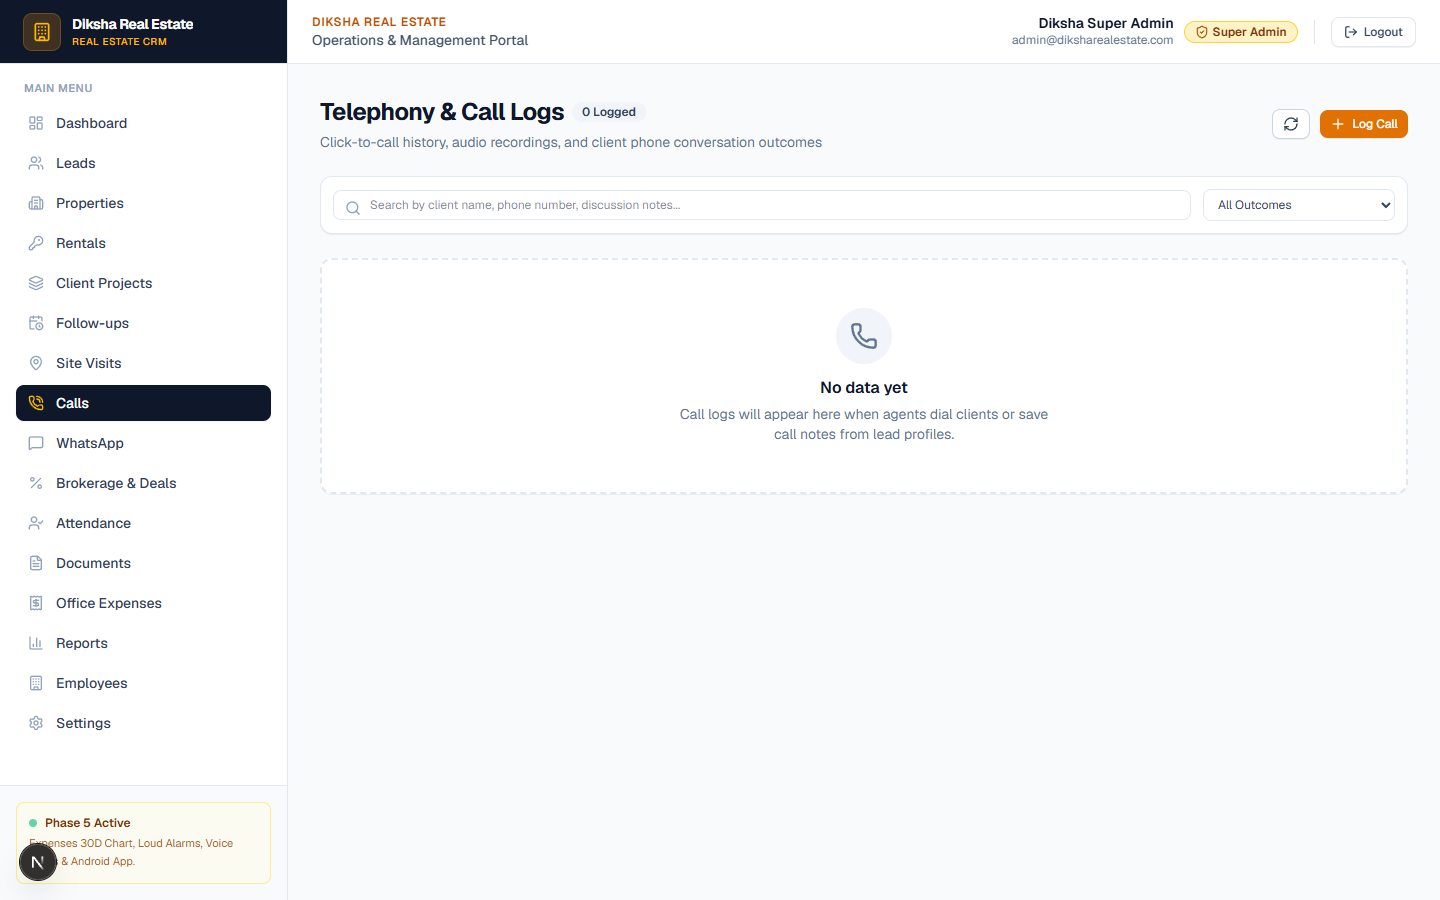 Diksha Real Estate
REAL ESTATE CRM
DIKSHA REAL ESTATE
Operations & Management Portal
Diksha Super Admin
admin@diksharealestate.com
Super Admin
Logout
MAIN MENU
Dashboard
Leads
Properties
Rentals
Client Projects
Follow-ups
Site Visits
Calls
WhatsApp
Brokerage & Deals
Attendance
Documents
Office Expenses
Reports
Employees
Settings
Phase 5 Active
Expenses 30D Chart, Loud Alarms, Voice
& Android App.
N
Telephony & Call Logs
0 Logged
Click-to-call history, audio recordings, and client phone conversation outcomes
Log Call
Search by client name, phone number, discussion notes...
All Outcomes
No data yet
Call logs will appear here when agents dial clients or save
call notes from lead profiles.